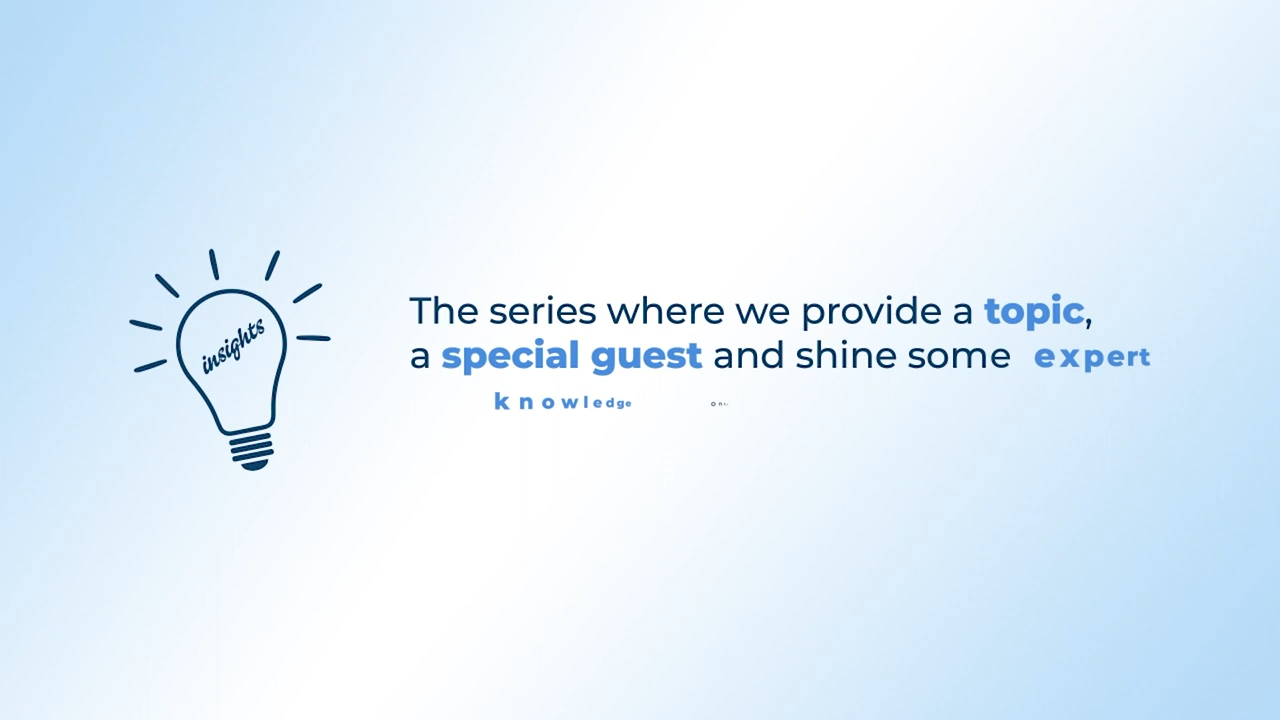 insights
The series where we provide a topic,
a special guest and shine some expert
knowledge